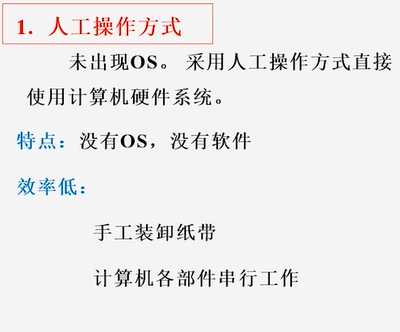 1. 人工操作方式
未出现OS。 采用人工操作方式直接
使用计算机硬件系统。
特点：没有OS，没有软件
效率低：
手工装卸纸带
计算机各部件串行工作